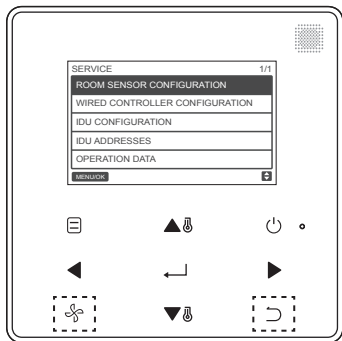 SERVICE 1/1
ROOM SENSOR CONFIGURATION
WIRED CONTROLLER CONFIGURATION
IDU CONFIGURATION
IDU ADDRESSES
OPERATION DATA
MENU/OK